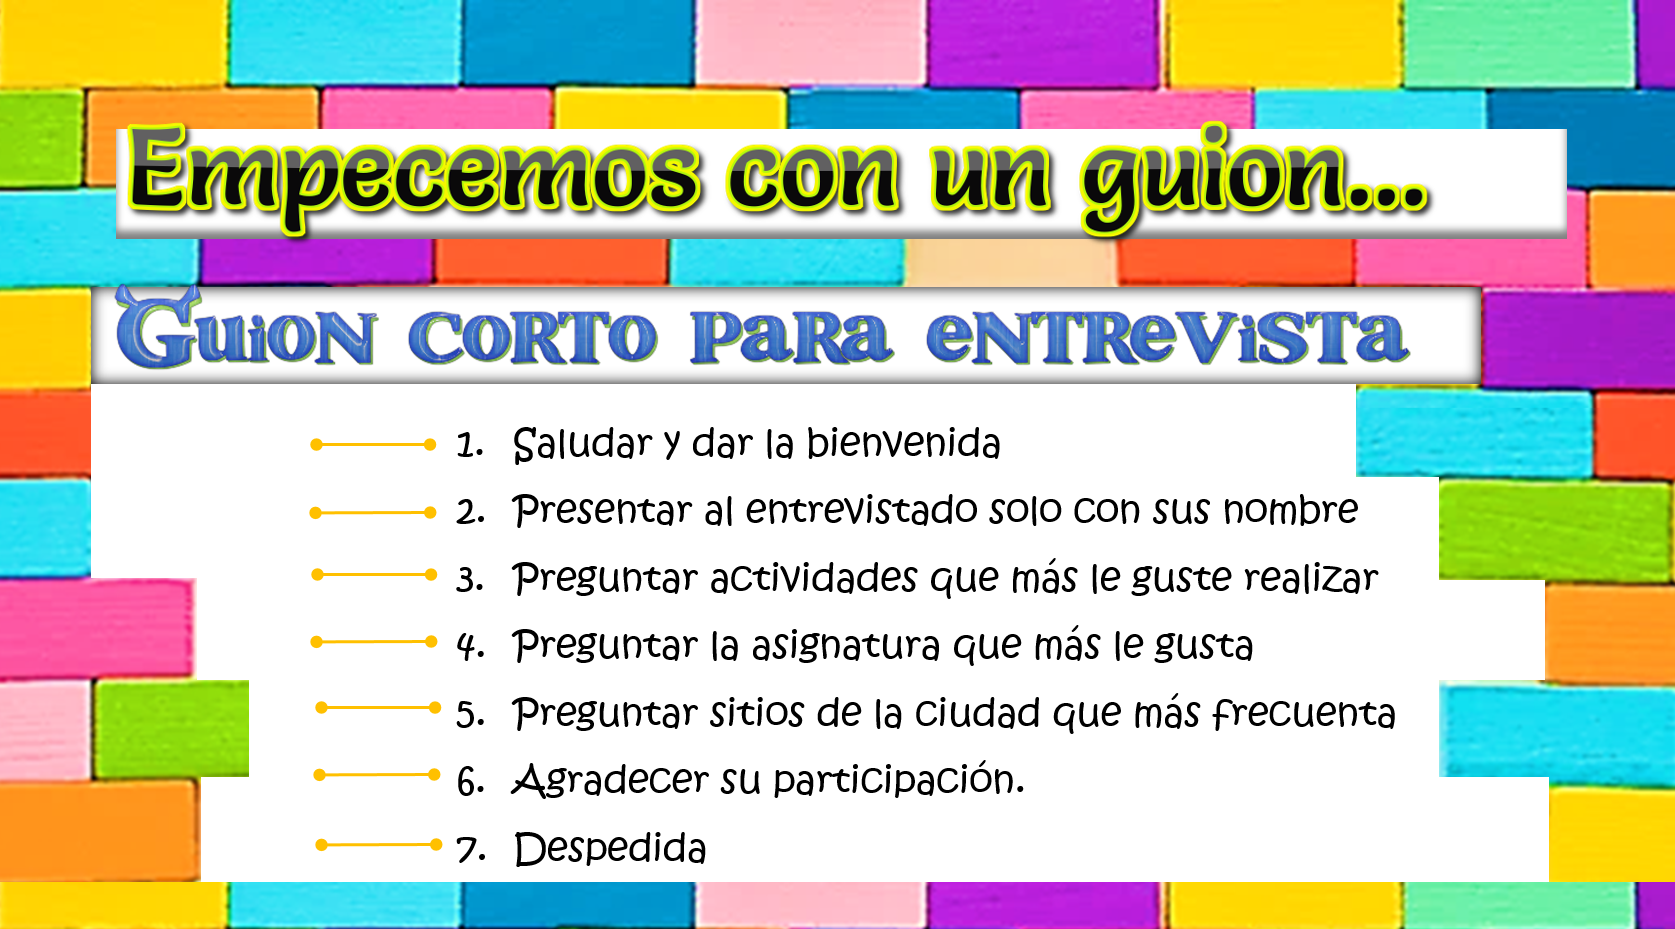 Empecemos con un guion...
Guion corto para entrevista
1. Saludar y dar la bienvenida
2. Presentar al entrevistado solo con sus nombre
3. Preguntar actividades que más le guste realizar
4. Preguntar la asignatura que más le gusta
5. Preguntar sitios de la ciudad que más frecuenta
6. Agradecer su participación.
7. Despedida